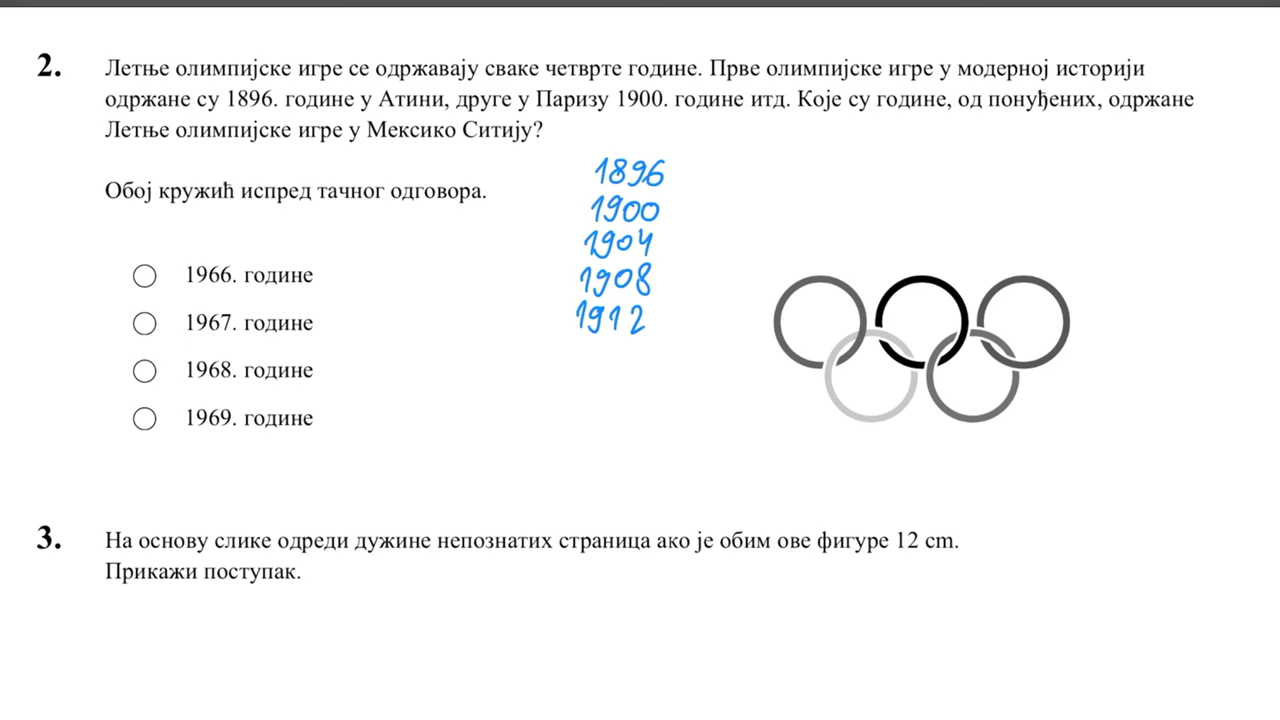 2. Летње олимпијске игре се одржавају сваке четврте године. Прве олимпијске игре у модерној историји
одржане су 1896. године у Атини, друге у Паризу 1900. године итд. Које су године, од понуђених, одржане
Летње олимпијске игре у Мексико Ситију?
1896
Обој кружић испред тачног одговора.
1900
1904
1966. године
1908
1912
1967. године
1968. године
1969. године
3. На основу слике одреди дужине непознатих страница ако је обим ове фигуре 12 cm.
Прикажи поступак.